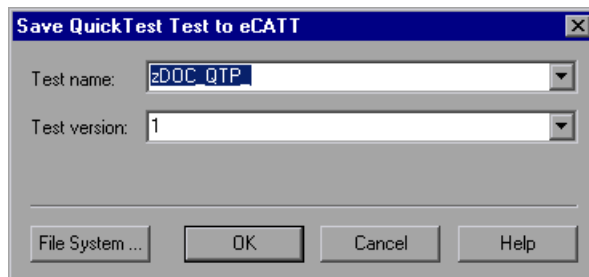 Save QuickTest Test to eCATT
Test name: zDOC_QTP_
Test version: 1
File System ... OK Cancel Help